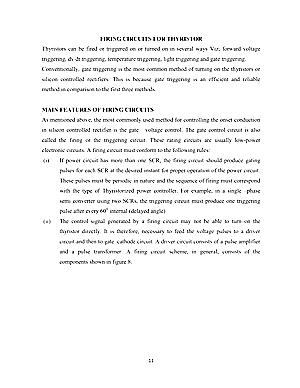 FIRING CIRCUITS FOR THYRISTOR
Thyristors can be fired or triggered on or turned on in several ways Viz; forward voltage
triggering, dv/dt triggering, temperature triggering, light triggering and gate triggering.
Conventionally, gate triggering is the most common method of turning on the thyristors or
silicon controlled rectifiers. This is because gate triggering is an efficient and reliable
method in comparison to the first three methods.
MAIN FEATURES OF FIRING CIRCUITS
As mentioned above, the most commonly used method for controlling the onset conduction
in silicon controlled rectifier is the gate voltage control. The gate control circuit is also
called the firing or the triggering circuit. These gating circuits are usually low-power
electronic circuits. A firing circuit must conform to the following rules:
If power circuit has more than one SCR, the firing circuit should produce gating
pulses for each SCR at the desired instant for proper operation of the power circuit.
These pulses must be periodic in nature and the sequence of firing must correspond
with the type of Thyristorized power controller. For example, in a single phase
semi converter using two SCRs, the triggering circuit must produce one triggering
pulse after every 60° internal (delayed angle)
The control signal generated by a firing circuit may not be able to turn-on the
thyristor directly. It is therefore, necessary to feed the voltage pulses to a driver
circuit and then to gate cathode circuit. A driver circuit consists of a pulse amplifier
and a pulse transformer. A firing circuit scheme, in general, consists of the
components shown in figure 8.